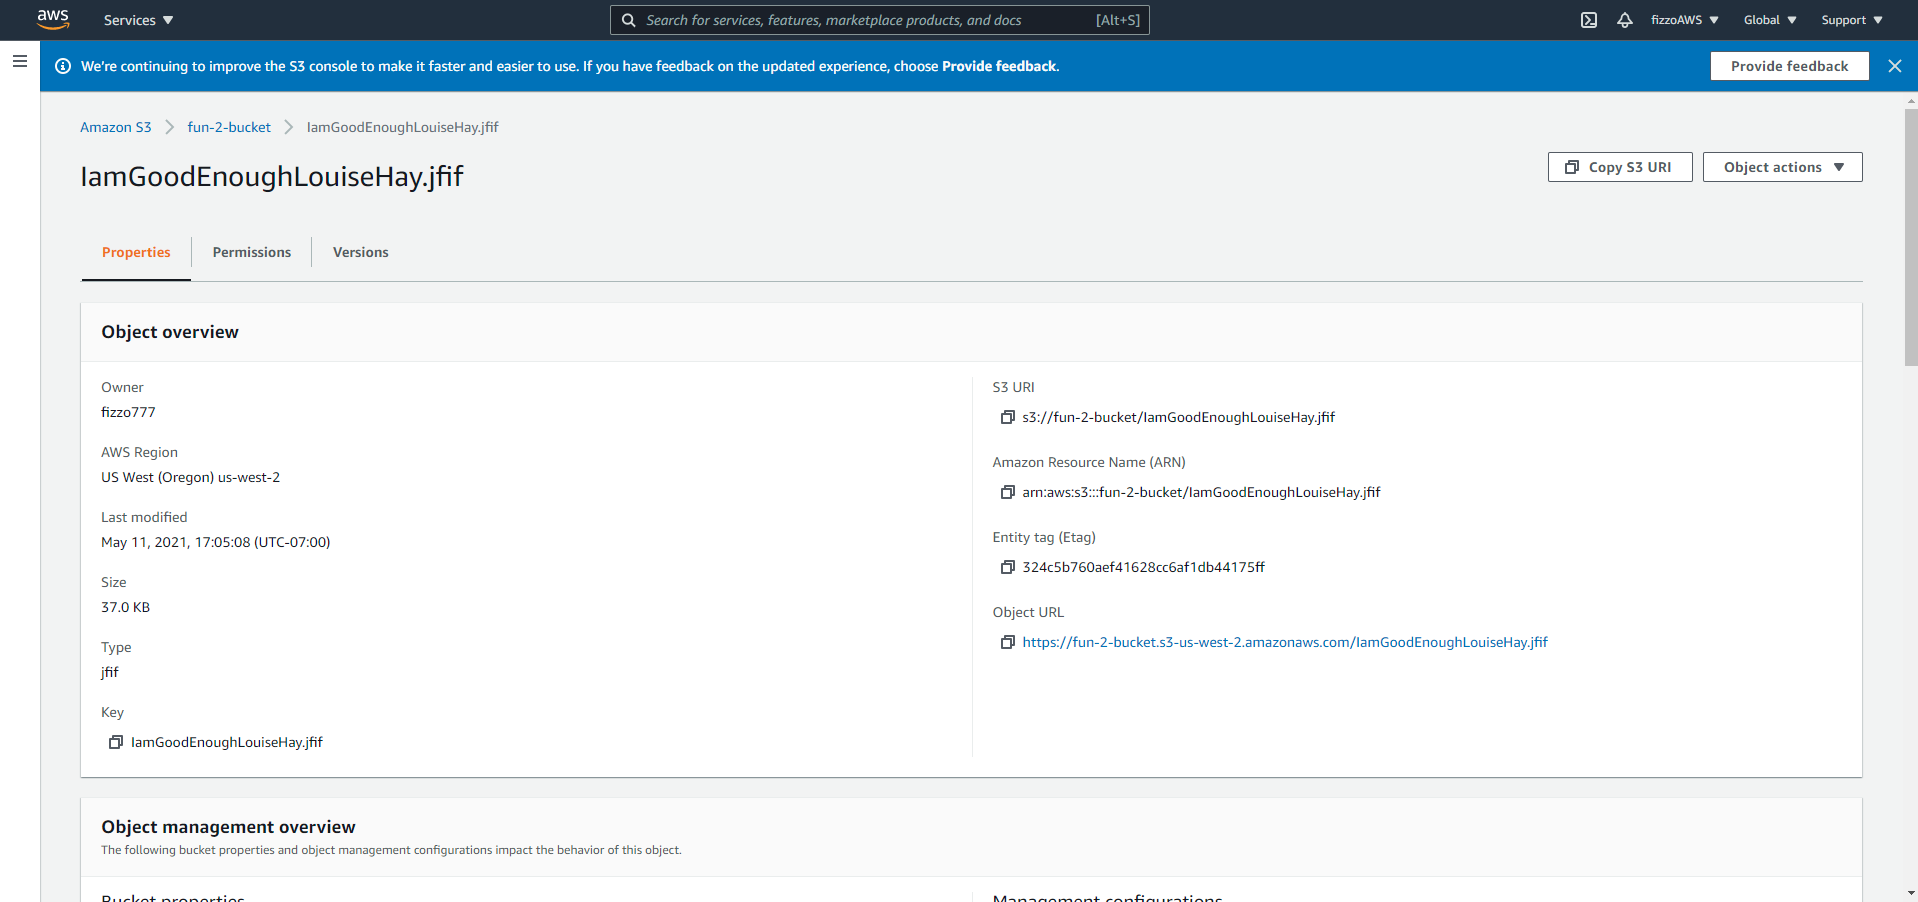 aws Services Search for services, features, marketplace products, and docs [Alt+S] fizzoAWS Global Support
We're continuing to improve the S3 console to make it faster and easier to use. If you have feedback on the updated experience, choose Provide feedback. Provide feedback
Amazon S3 fun-2-bucket IamGoodEnoughLouiseHay.jfif
IamGoodEnoughLouiseHay.jfif
Copy S3 URI Object actions
Properties Permissions Versions
Object overview
Owner
fizzo777
AWS Region
US West (Oregon) us-west-2
Last modified
May 11, 2021, 17:05:08 (UTC-07:00)
Size
37.0 KB
Type
jfif
Key
IamGoodEnoughLouiseHay.jfif
S3 URI
s3://fun-2-bucket/IamGoodEnoughLouiseHay.jfif
Amazon Resource Name (ARN)
arn:aws:s3:::fun-2-bucket/IamGoodEnoughLouiseHay.jfif
Entity tag (Etag)
324c5b760aef41628cc6af1db44175ff
Object URL
https://fun-2-bucket.s3-us-west-2.amazonaws.com/IamGoodEnoughLouiseHay.jfif
Object management overview
The following bucket properties and object management configurations impact the behavior of this object.
Bucket properties
Management configurations